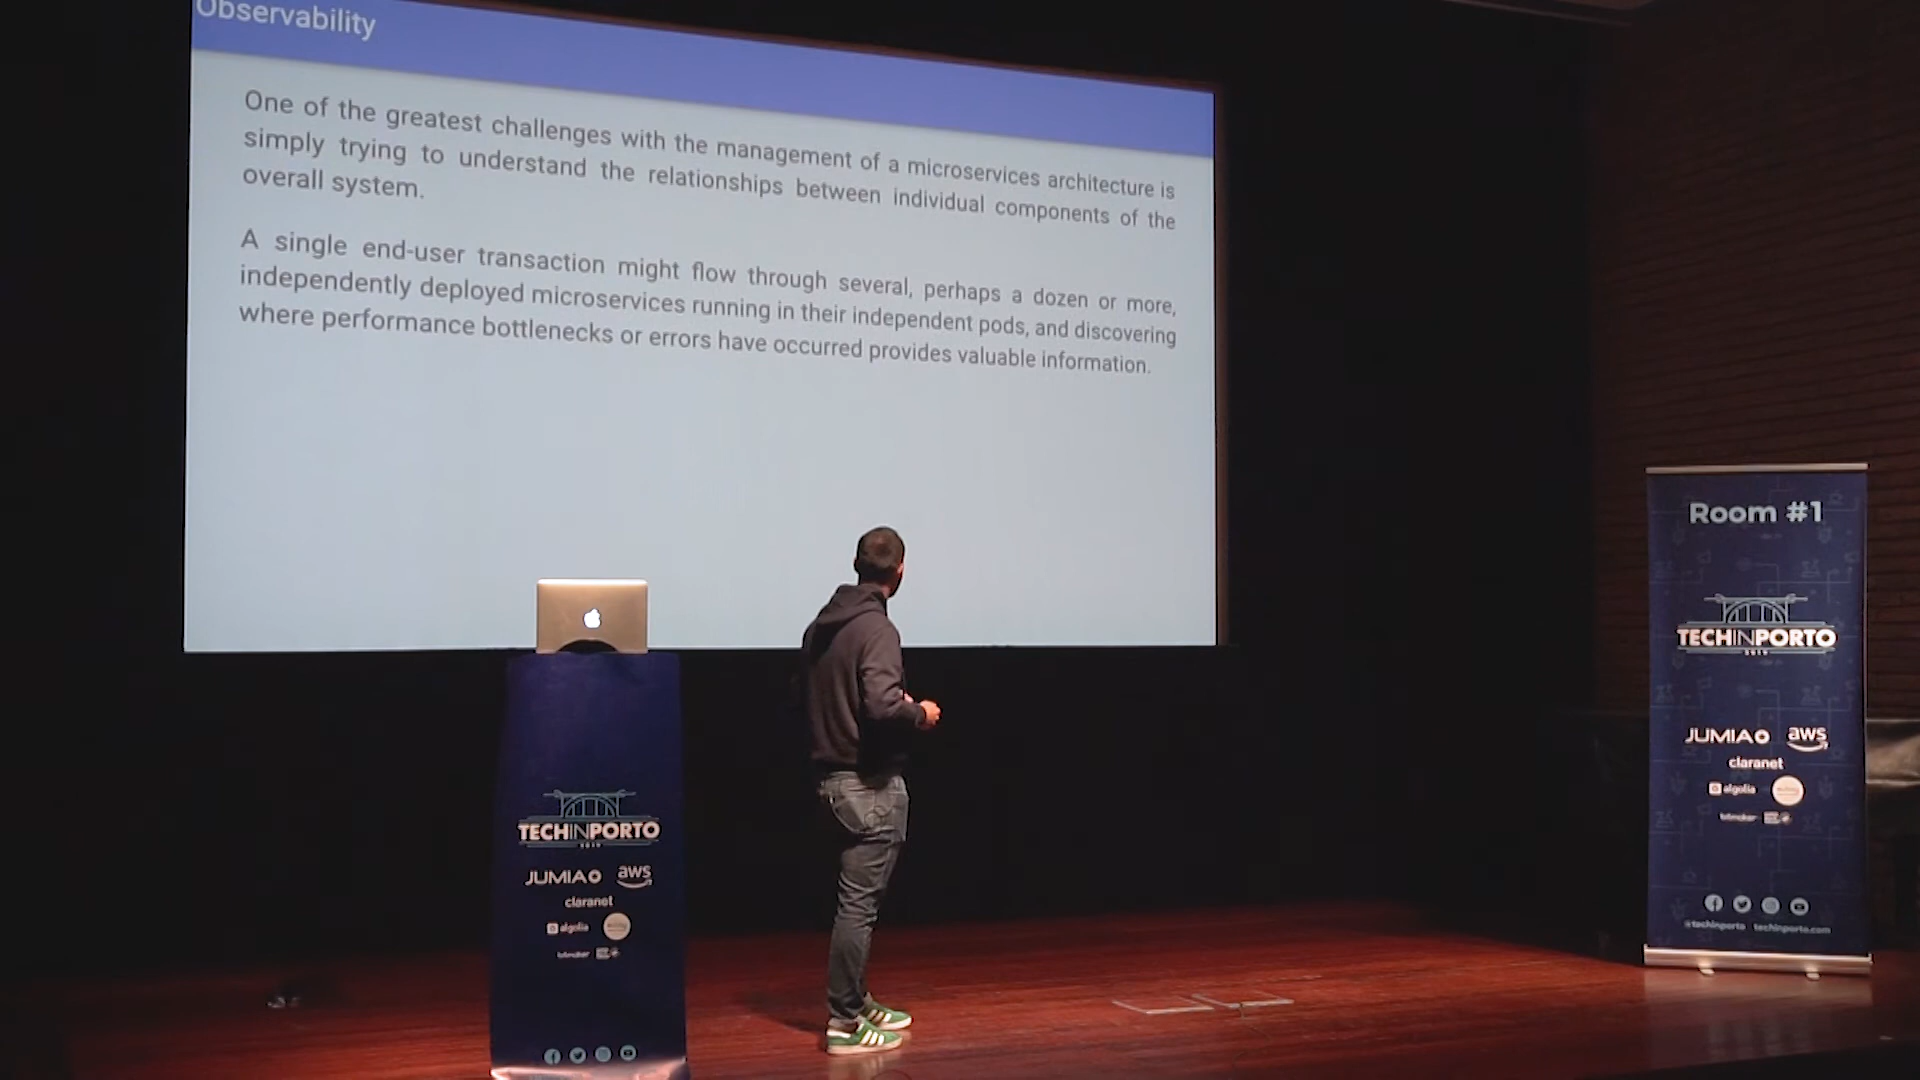 Observability
One of the greatest challenges with the management of a microservices architecture is
simply trying to understand the relationships between individual components of the
overall system.
A single end-user transaction might flow through several, perhaps a dozen or more,
independently deployed microservices running in their independent pods, and discovering
where performance bottlenecks or errors have occurred provides valuable information.
Room #1
TECHINPORTO
JUMIA aws
claranet
algolia
@techinporto techinporto.com
TECHINPORTO
JUMIA aws
claranet
algolia